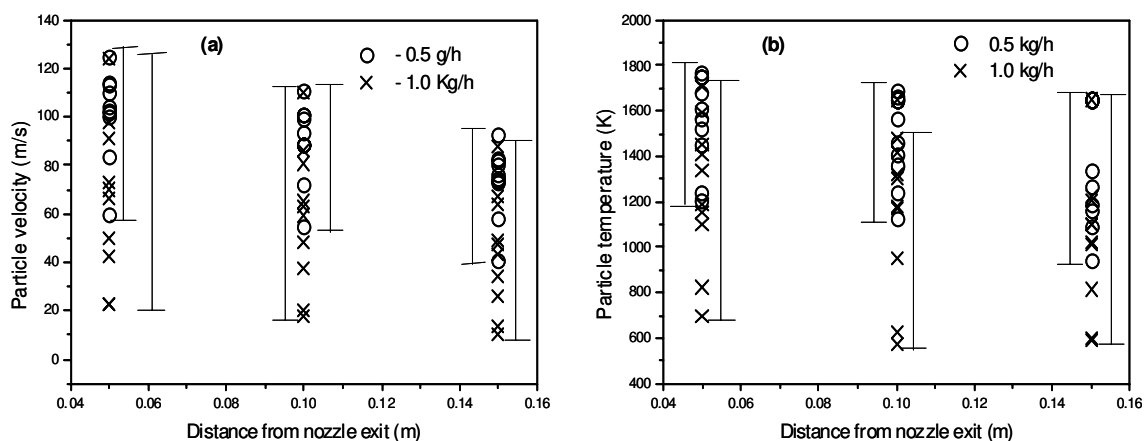 (a)
- 0.5 g/h
- 1.0 Kg/h
140
120
100
80
60
40
20
0
Particle velocity (m/s)
0.04 0.06 0.08 0.10 0.12 0.14 0.16
Distance from nozzle exit (m)
(b)
0.5 kg/h
1.0 kg/h
2000
1800
1600
1400
1200
1000
800
600
400
Particle temperature (K)
0.04 0.06 0.08 0.10 0.12 0.14 0.16
Distance from nozzle exit (m)